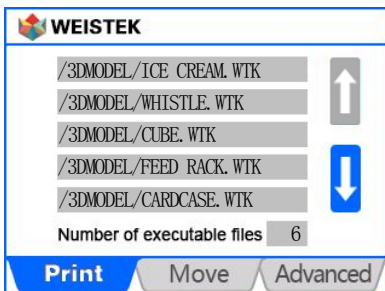 WEISTEK
/3DMODEL/ICE CREAM.WTK
/3DMODEL/WHISTLE.WTK
/3DMODEL/CUBE.WTK
/3DMODEL/FEED RACK.WTK
/3DMODEL/CARDCASE.WTK
Number of executable files 6
Print Move Advanced